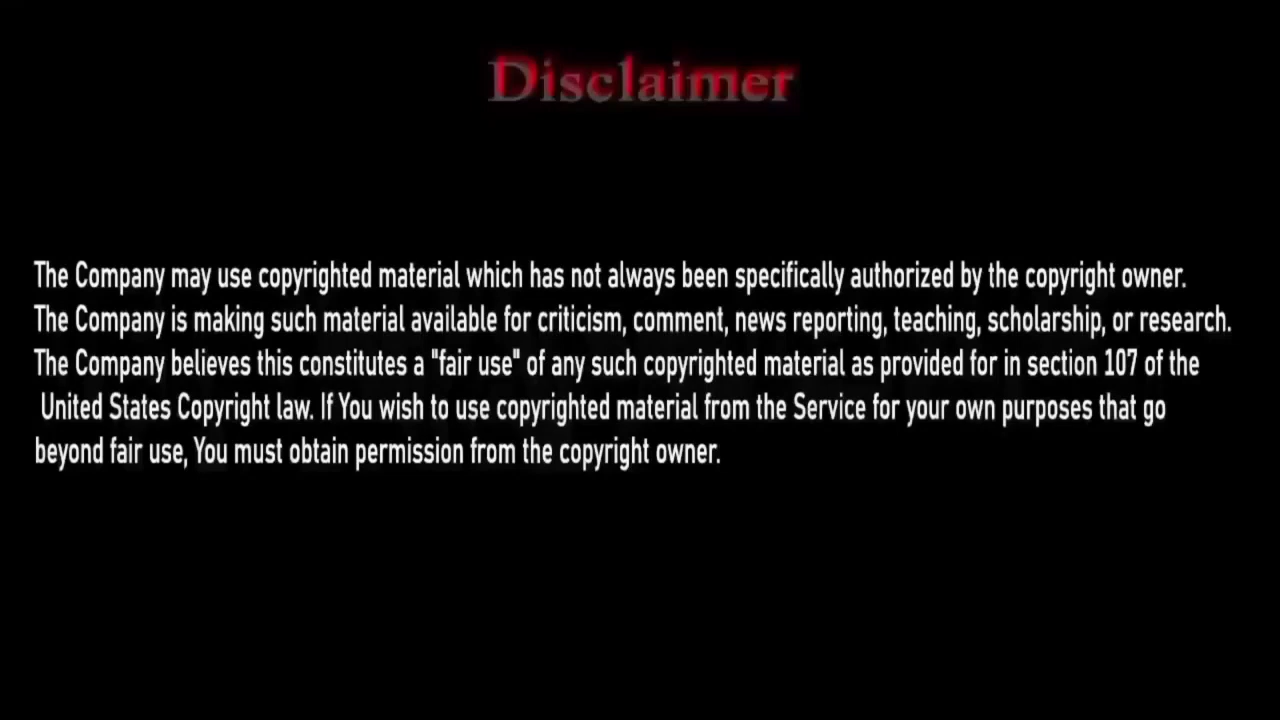 Disclaimer
The Company may use copyrighted material which has not always been specifically authorized by the copyright owner.
The Company is making such material available for criticism, comment, news reporting, teaching, scholarship, or research.
The Company believes this constitutes a "fair use" of any such copyrighted material as provided for in section 107 of the
United States Copyright law. If You wish to use copyrighted material from the Service for your own purposes that go
beyond fair use, You must obtain permission from the copyright owner.